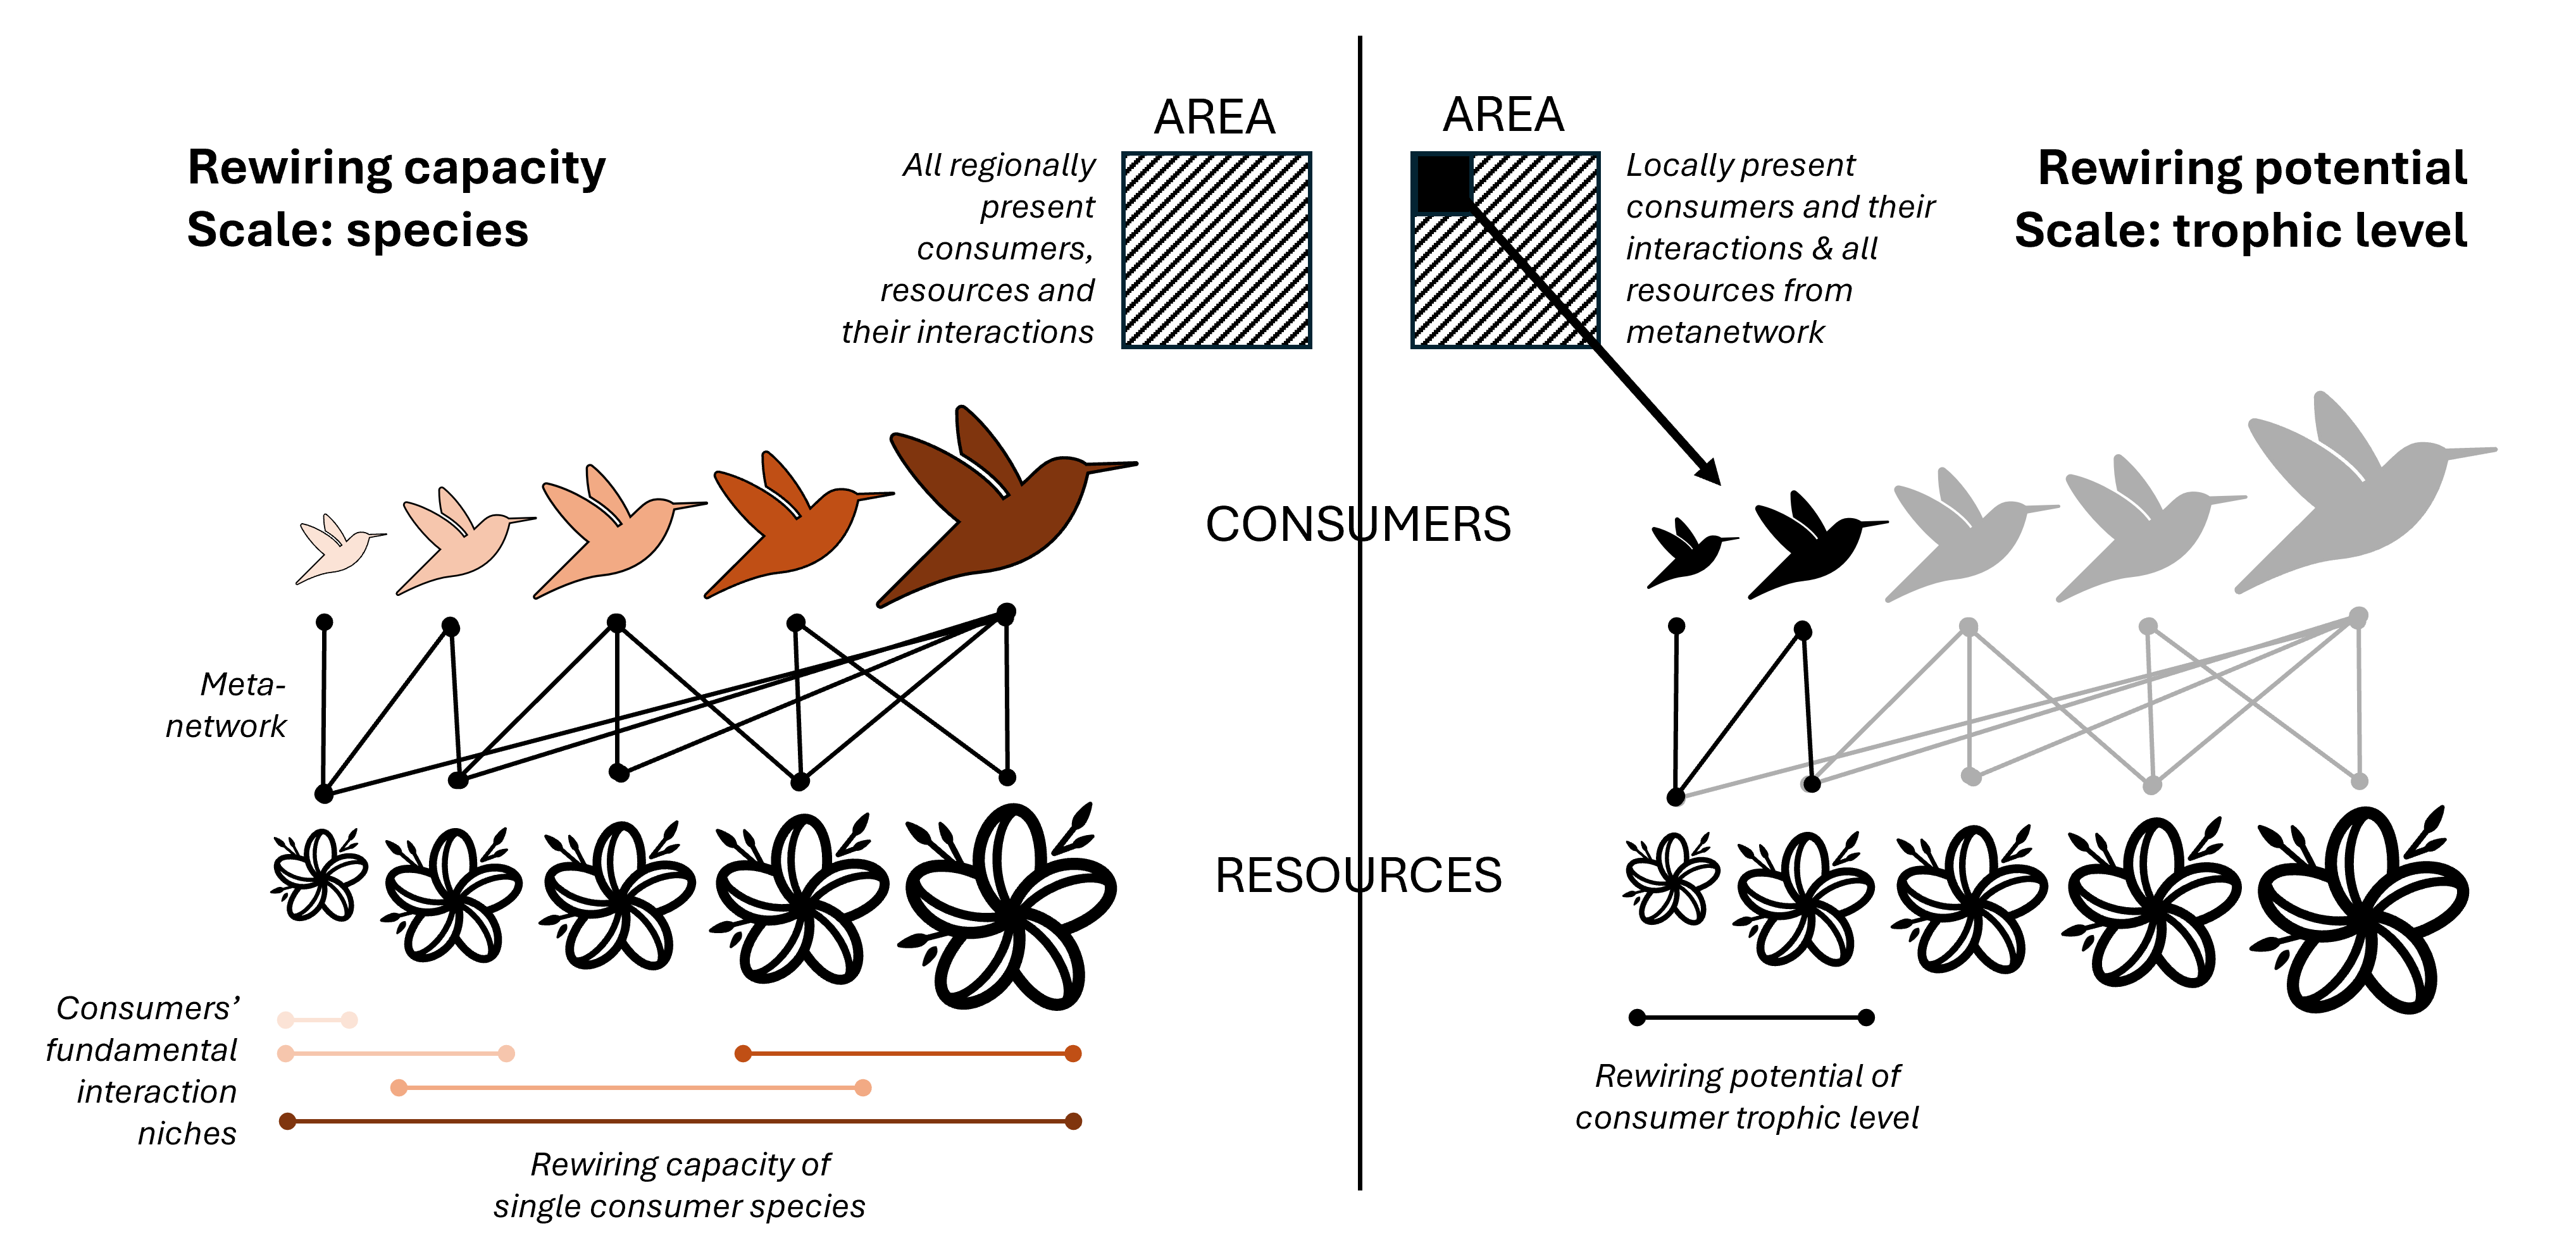 Rewiring capacity
Scale: species
AREA
All regionally
present
consumers,
resources and
their interactions
AREA
Locally present
consumers and their
interactions & all
resources from
metanetwork
Rewiring potential
Scale: trophic level
CONSUMERS
Meta-
network
RESOURCES
Consumers’
fundamental
interaction
niches
Rewiring capacity of
single consumer species
Rewiring potential of
consumer trophic level